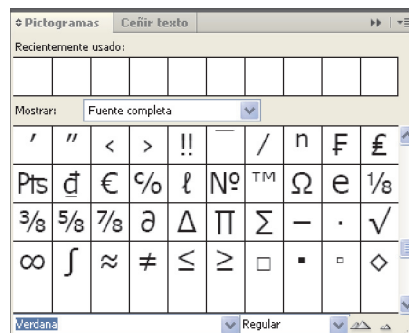 Pictogramas Ceñir texto
Recientemente usado:
Mostrar: Fuente completa
′ ″ ‹ › ‼ ‾ ⁄ ⁿ ₣ ₤
₧ ₫ € ℅ ℓ № ™ Ω ℮ ⅛
⅜ ⅝ ⅞ ∂ ∆ ∏ ∑ − ∙ √
∞ ∫ ≈ ≠ ≤ ≥ □ ▪ ▫ ◊
Verdana Regular